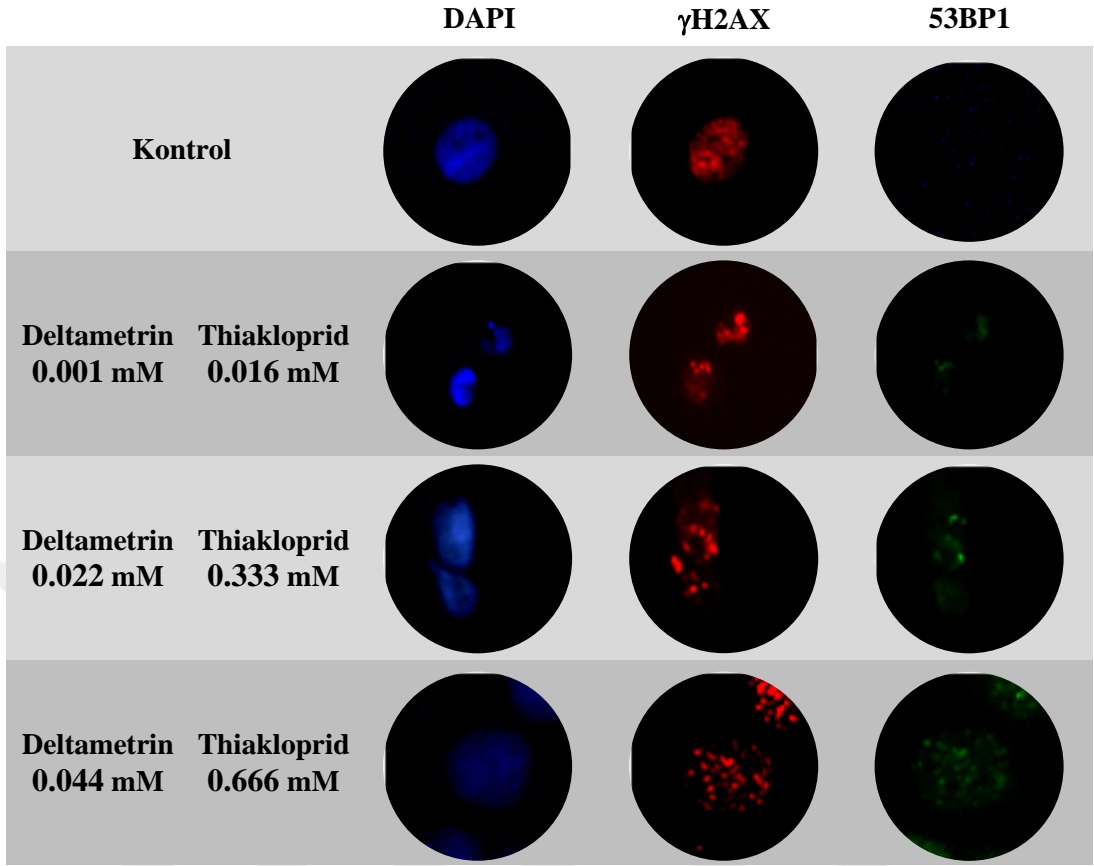 DAPI γH2AX 53BP1
Kontrol
Deltametrin Thiakloprid
0.001 mM 0.016 mM
Deltametrin Thiakloprid
0.022 mM 0.333 mM
Deltametrin Thiakloprid
0.044 mM 0.666 mM